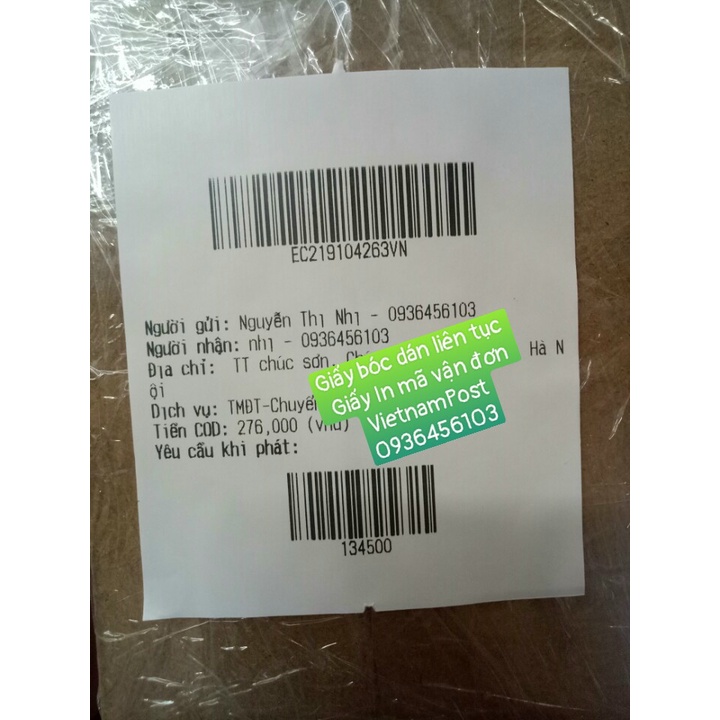 EC219104263VN
Người gửi: Nguyễn Thị Nhị - 0936456103
Người nhận: nhị - 0936456103
Địa chỉ: TT chúc sơn, Hà N
ội
Dịch vụ: TMĐT-Chuyển
Tiền COD: 276,000 (vnd)
Yêu cầu khi phát:
Giấy bóc dán liên tục
Giấy In mã vận đơn
VietnamPost
0936456103
134500